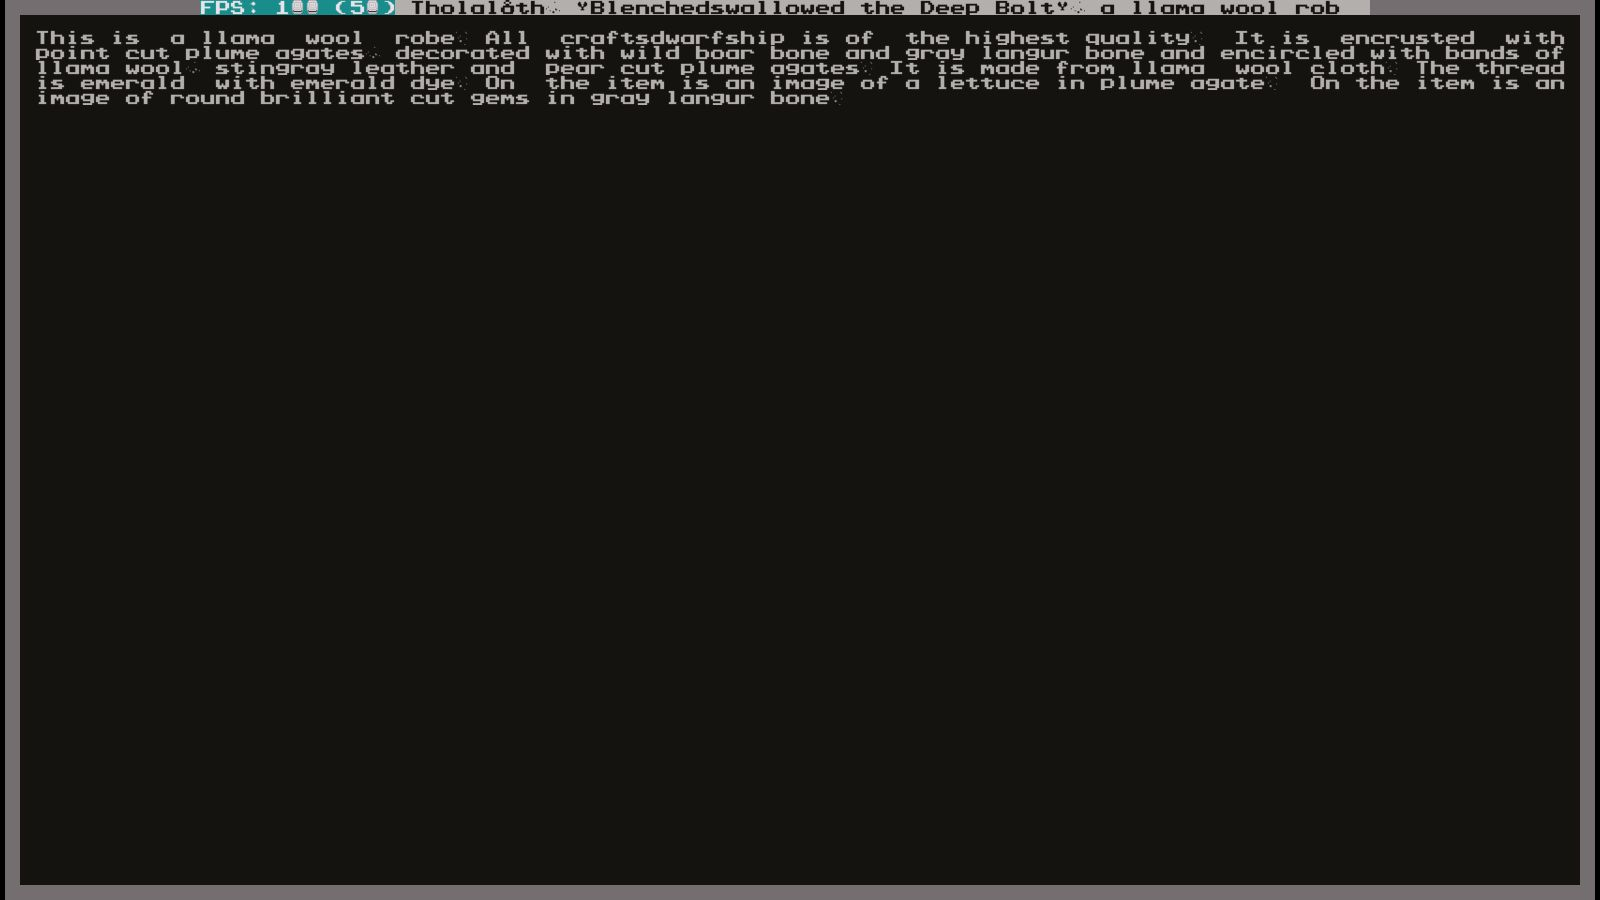 FPS: 100 (50) Tholalôth, "Blenchedswallowed the Deep Bolt", a llama wool rob
This is a llama wool robe. All craftsdwarfship is of the highest quality. It is encrusted with
point cut plume agates, decorated with wild boar bone and gray langur bone and encircled with bands of
llama wool, stingray leather and pear cut plume agates. It is made from llama wool cloth. The thread
is emerald with emerald dye. On the item is an image of a lettuce in plume agate. On the item is an
image of round brilliant cut gems in gray langur bone.